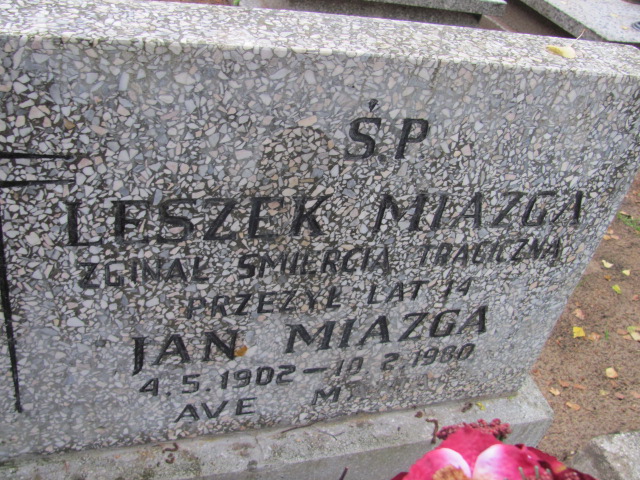 ŚP
LESZEK MIAZGA
ZGINĄŁ ŚMIERCIĄ TRAGICZNĄ
PRZEŻYŁ LAT 14
JAN MIAZGA
4.5.1902–10.2.1980
AVE